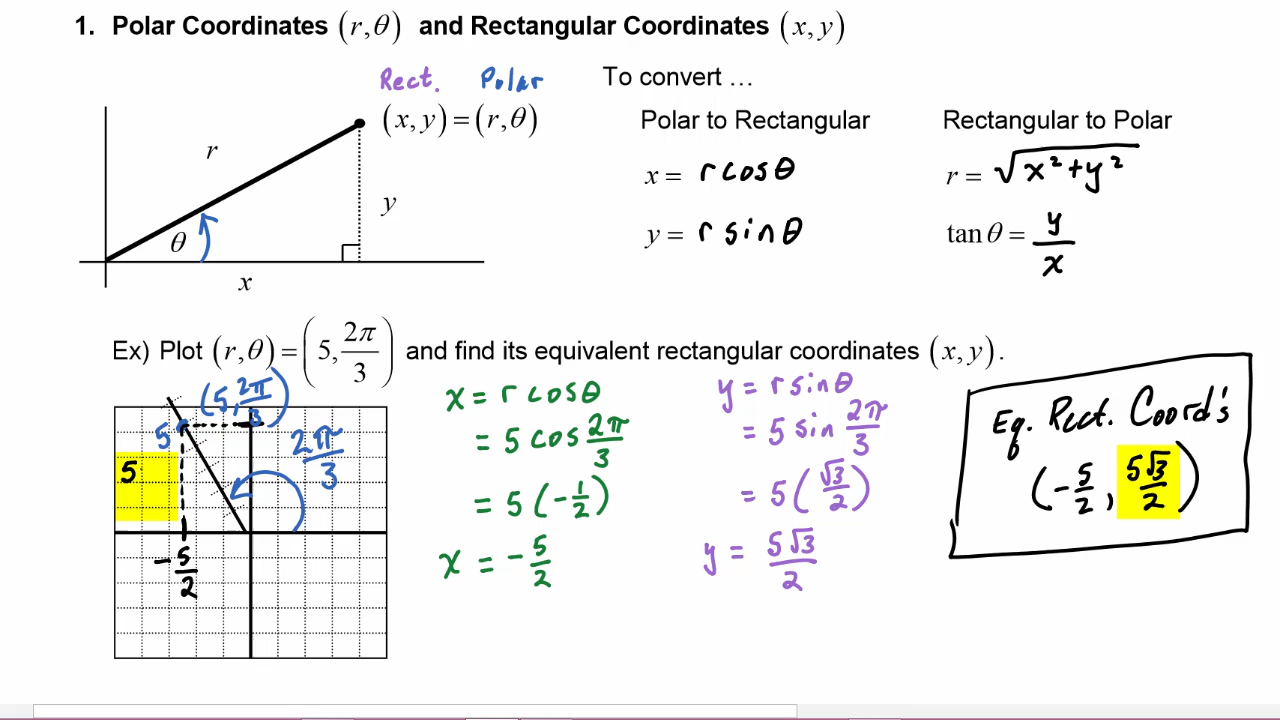 1. Polar Coordinates (r,θ) and Rectangular Coordinates (x,y)
Rect. Polar
(x,y)=(r,θ)
r
y
θ
x
To convert …
Polar to Rectangular
x = r cos θ
y = r sin θ
Rectangular to Polar
r = √(x²+y²)
tan θ = y/x
Ex) Plot (r,θ)=(5, 2π/3) and find its equivalent rectangular coordinates (x,y).
(5, 2π/3)
5
2π/3
5
-5/2
x = r cos θ
= 5 cos 2π/3
= 5 (-1/2)
x = -5/2
y = r sin θ
= 5 sin 2π/3
= 5 (√3/2)
y = 5√3/2
Eq. Rect. Coord's
(-5/2, 5√3/2)